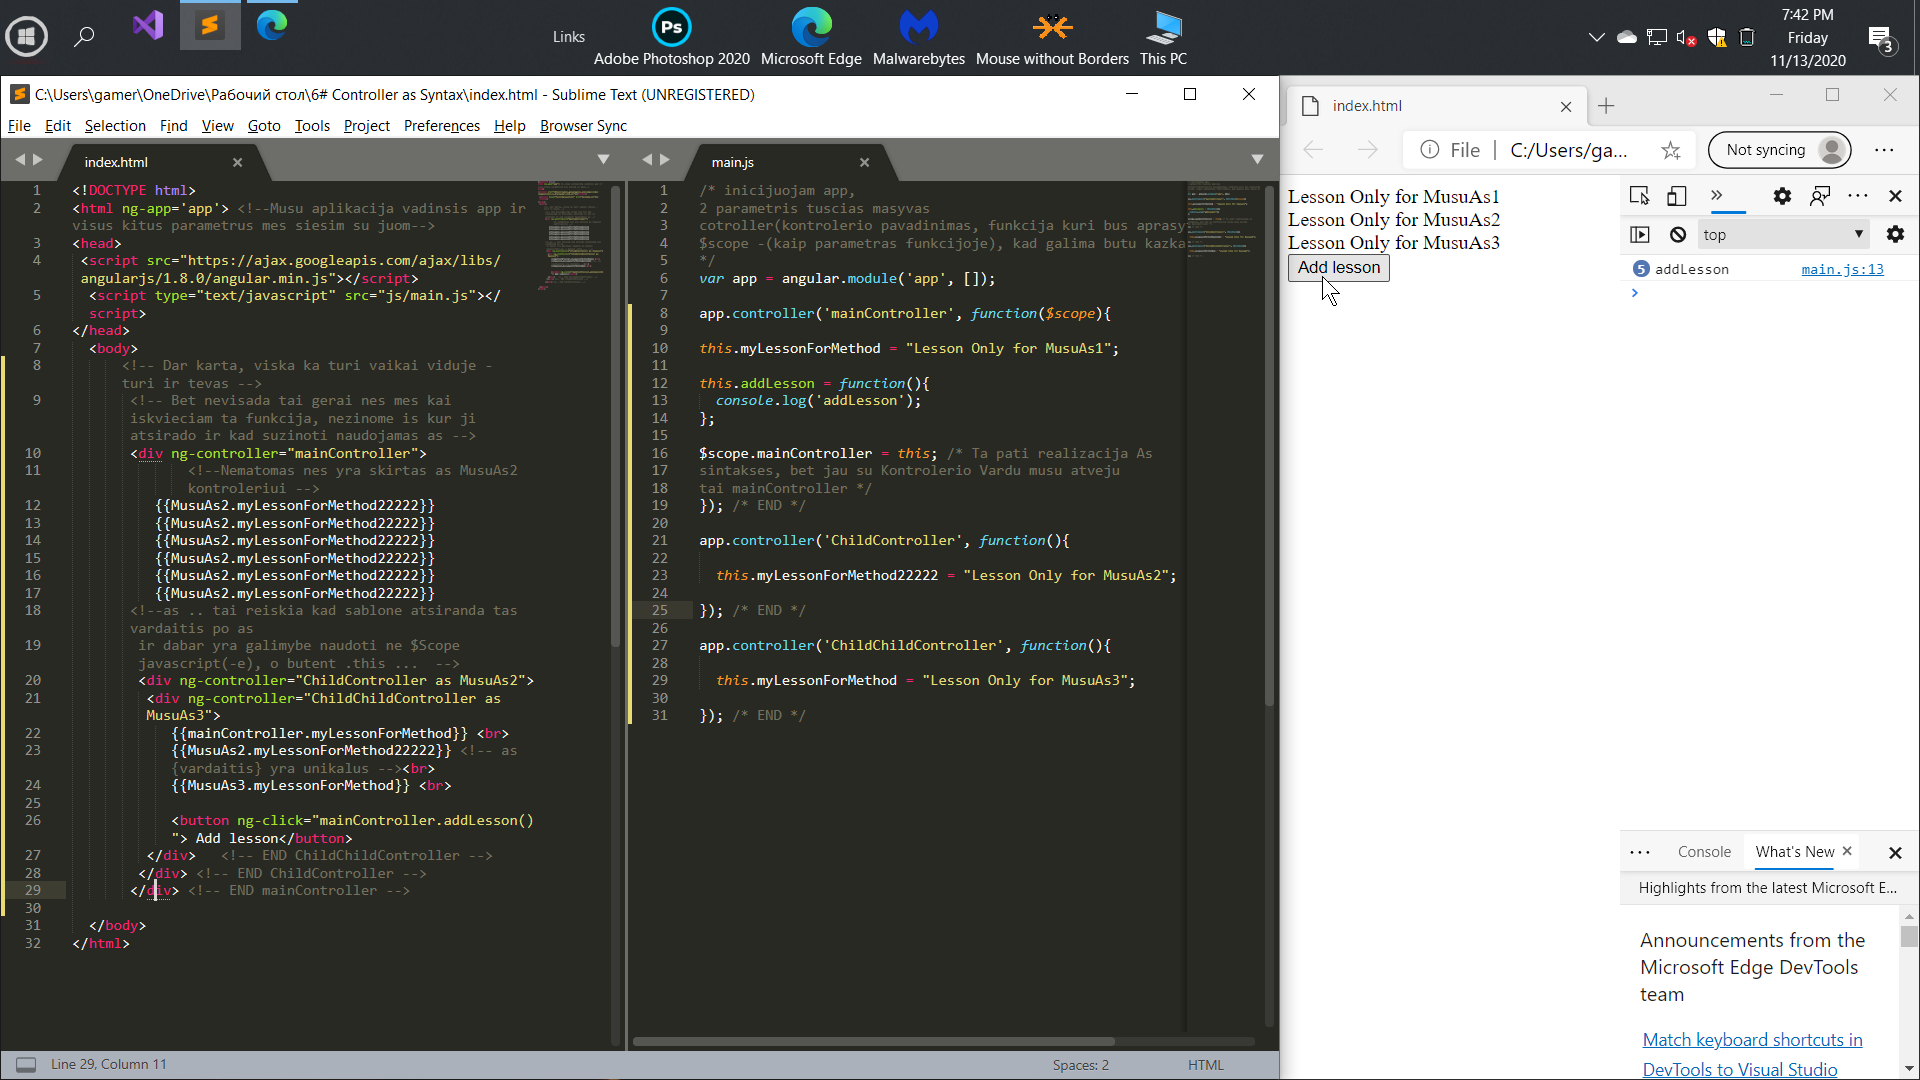 Links
Adobe Photoshop 2020
Microsoft Edge
Malwarebytes
Mouse without Borders
This PC
7:42 PM
Friday
11/13/2020
3
C:\Users\gamer\OneDrive\Рабочий стол\6# Controller as Syntax\index.html - Sublime Text (UNREGISTERED)
File Edit Selection Find View Goto Tools Project Preferences Help Browser Sync
index.html
1 <!DOCTYPE html>
2 <html ng-app='app'> <!--Musu aplikacija vadinsis app ir
visus kitus parametrus mes siesim su juom-->
3 <head>
4 <script src="https://ajax.googleapis.com/ajax/libs/
angularjs/1.8.0/angular.min.js"></script>
5 <script type="text/javascript" src="js/main.js"></
script>
6 </head>
7 <body>
8 <!-- Dar karta, viska ka turi vaikai viduje -
turi ir tevas -->
9 <!-- Bet nevisada tai gerai nes mes kai
iskvieciam ta funkcija, nezinome is kur ji
atsirado ir kad suzinoti naudojamas as -->
10 <div ng-controller="mainController">
11 <!--Nematomas nes yra skirtas as MusuAs2
kontroleriui -->
12 {{MusuAs2.myLessonForMethod22222}}
13 {{MusuAs2.myLessonForMethod22222}}
14 {{MusuAs2.myLessonForMethod22222}}
15 {{MusuAs2.myLessonForMethod22222}}
16 {{MusuAs2.myLessonForMethod22222}}
17 {{MusuAs2.myLessonForMethod22222}}
18 <!--as .. tai reiskia kad sablone atsiranda tas
vardaitis po as
19 ir dabar yra galimybe naudoti ne $Scope
javascript(-e), o butent .this ... -->
20 <div ng-controller="ChildController as MusuAs2">
21 <div ng-controller="ChildChildController as
MusuAs3">
22 {{mainController.myLessonForMethod}} <br>
23 {{MusuAs2.myLessonForMethod22222}} <!-- as
{vardaitis} yra unikalus --><br>
24 {{MusuAs3.myLessonForMethod}} <br>
25
26 <button ng-click="mainController.addLesson()
"> Add lesson</button>
27 </div> <!-- END ChildChildController -->
28 </div> <!-- END ChildController -->
29 </div> <!-- END mainController -->
30
31 </body>
32 </html>
main.js
1 /* inicijuojam app,
2 2 parametris tuscias masyvas
3 cotroller(kontrolerio pavadinimas, funkcija kuri bus aprasy
4 $scope -(kaip parametras funkcijoje), kad galima butu kazka
5 */
6 var app = angular.module('app', []);
7
8 app.controller('mainController', function($scope){
9
10 this.myLessonForMethod = "Lesson Only for MusuAs1";
11
12 this.addLesson = function(){
13 console.log('addLesson');
14 };
15
16 $scope.mainController = this; /* Ta pati realizacija As
17 sintakses, bet jau su Kontrolerio Vardu musu atveju
18 tai mainController */
19 }); /* END */
20
21 app.controller('ChildController', function(){
22
23 this.myLessonForMethod22222 = "Lesson Only for MusuAs2";
24
25 }); /* END */
26
27 app.controller('ChildChildController', function(){
28
29 this.myLessonForMethod = "Lesson Only for MusuAs3";
30
31 }); /* END */
Line 29, Column 11
Spaces: 2
HTML
index.html
File
C:/Users/ga...
Not syncing
Lesson Only for MusuAs1
Lesson Only for MusuAs2
Lesson Only for MusuAs3
Add lesson
top
5 addLesson main.js:13
Console
What's New
Highlights from the latest Microsoft E...
Announcements from the
Microsoft Edge DevTools
team
Match keyboard shortcuts in
DevTools to Visual Studio